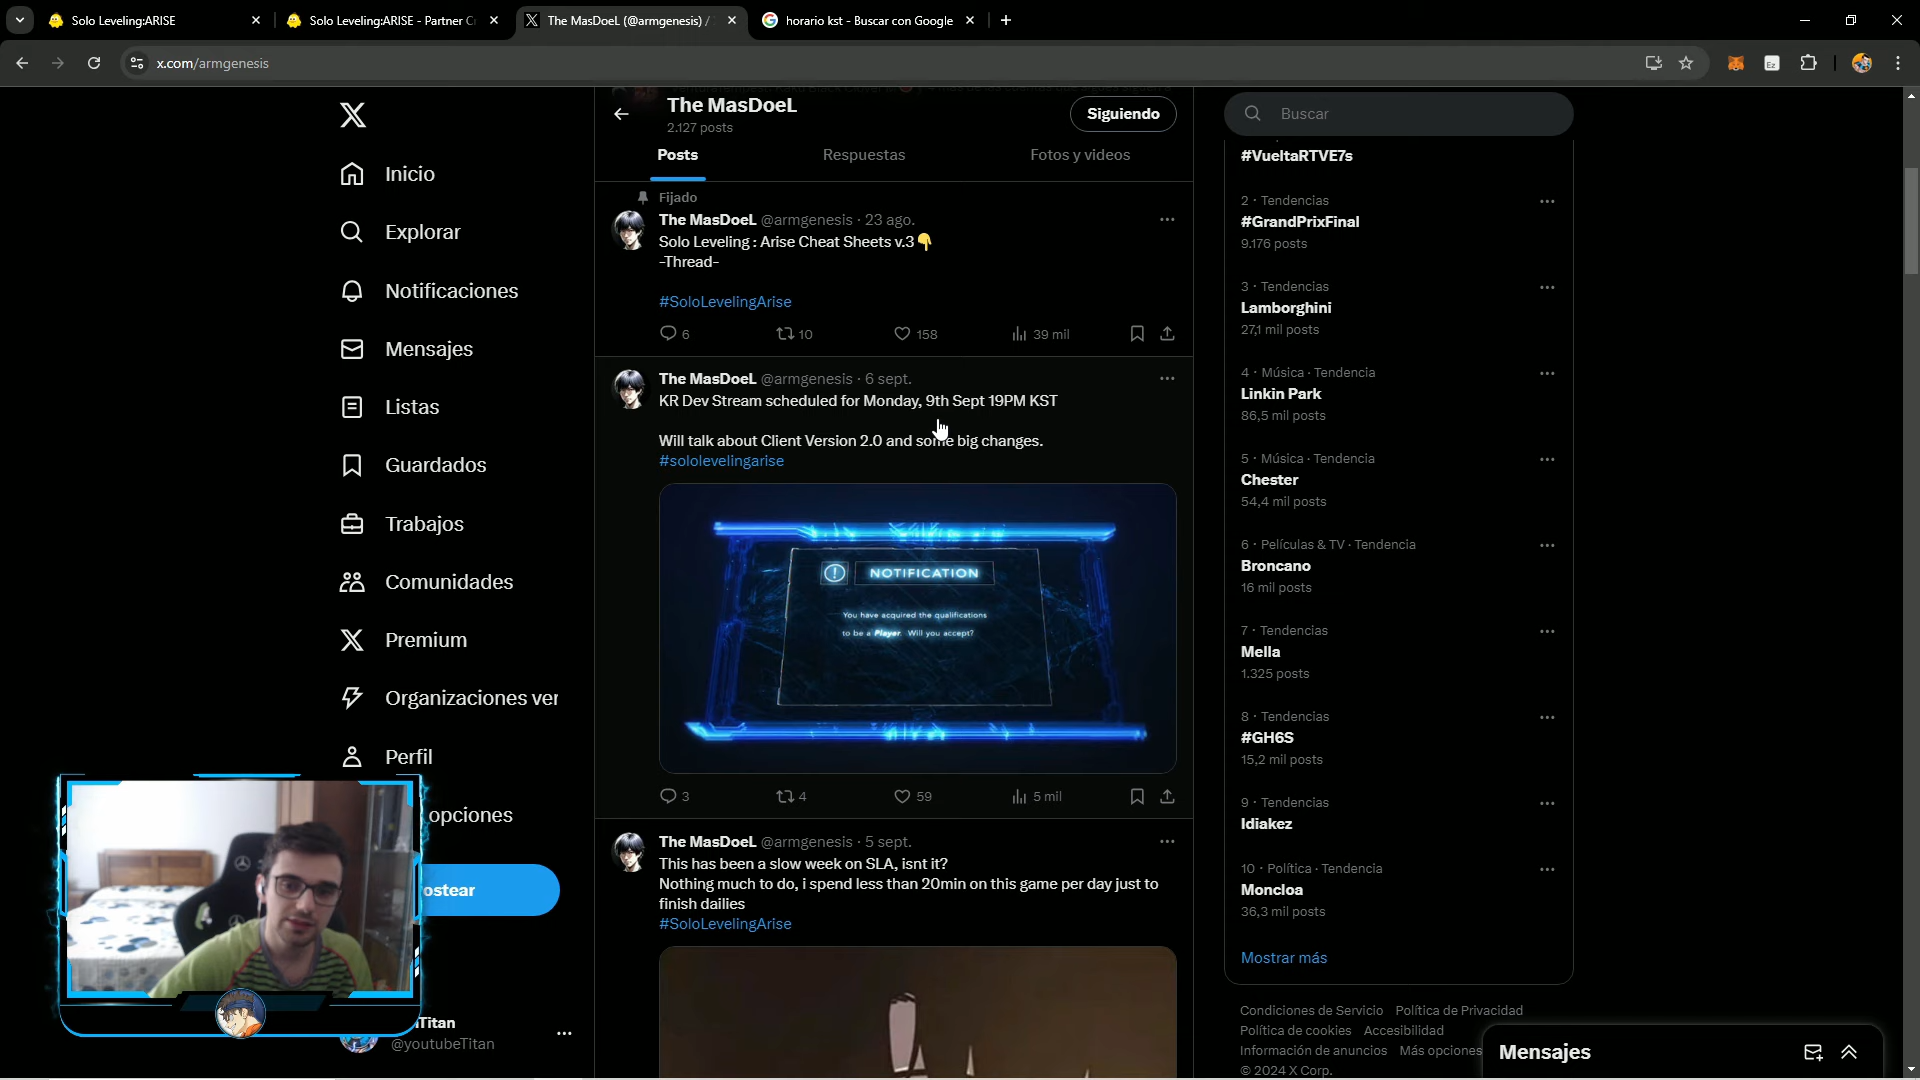 Solo Leveling:ARISE
Solo Leveling:ARISE - Partner C
The MasDoeL (@armgenesis) /
horario kst - Buscar con Google
x.com/armgenesis
Inicio
Explorar
Notificaciones
Mensajes
Listas
Guardados
Trabajos
Comunidades
Premium
Organizaciones ver
Perfil
opciones
ostear
Titan
@youtubeTitan
The MasDoeL
2.127 posts
Siguiendo
Posts
Respuestas
Fotos y videos
Fijado
The MasDoeL @armgenesis · 23 ago.
Solo Leveling : Arise Cheat Sheets v.3👇
-Thread-
#SoloLevelingArise
6
10
158
39 mil
The MasDoeL @armgenesis · 6 sept.
KR Dev Stream scheduled for Monday, 9th Sept 19PM KST
Will talk about Client Version 2.0 and some big changes.
#sololevelingarise
NOTIFICATION
You have acquired the qualifications
to be a Player. Will you accept?
3
4
59
5 mil
The MasDoeL @armgenesis · 5 sept.
This has been a slow week on SLA, isnt it?
Nothing much to do, i spend less than 20min on this game per day just to
finish dailies
#SoloLevelingArise
Buscar
#VueltaRTVE7s
2 · Tendencias
#GrandPrixFinal
9.176 posts
3 · Tendencias
Lamborghini
27,1 mil posts
4 · Música · Tendencia
Linkin Park
86,5 mil posts
5 · Música · Tendencia
Chester
54,4 mil posts
6 · Películas & TV · Tendencia
Broncano
16 mil posts
7 · Tendencias
Mella
1.325 posts
8 · Tendencias
#GH6S
15,2 mil posts
9 · Tendencias
Idiakez
10 · Política · Tendencia
Moncloa
36,3 mil posts
Mostrar más
Condiciones de Servicio Política de Privacidad
Política de cookies Accesibilidad
Información de anuncios Más opciones
© 2024 X Corp.
Mensajes